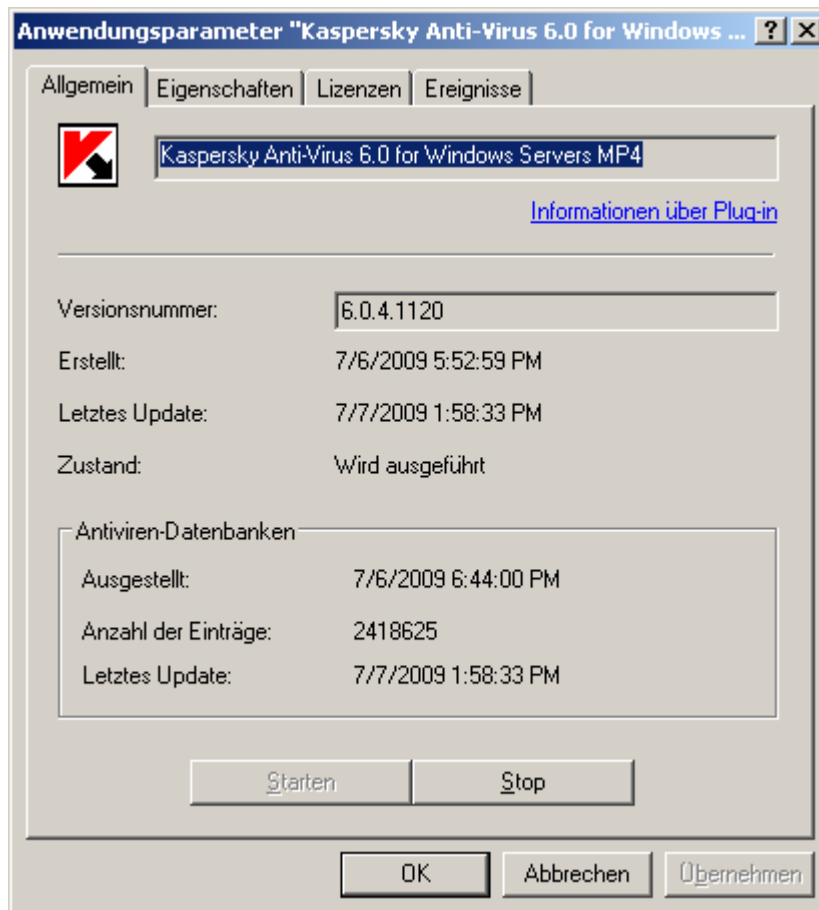 Anwendungsparameter "Kaspersky Anti-Virus 6.0 for Windows ...
Allgemein Eigenschaften Lizenzen Ereignisse
Kaspersky Anti-Virus 6.0 for Windows Servers MP4
Informationen über Plug-in
Versionsnummer: 6.0.4.1120
Erstellt: 7/6/2009 5:52:59 PM
Letztes Update: 7/7/2009 1:58:33 PM
Zustand: Wird ausgeführt
Antiviren-Datenbanken
Ausgestellt: 7/6/2009 6:44:00 PM
Anzahl der Einträge: 2418625
Letztes Update: 7/7/2009 1:58:33 PM
Starten Stop
OK Abbrechen Übernehmen